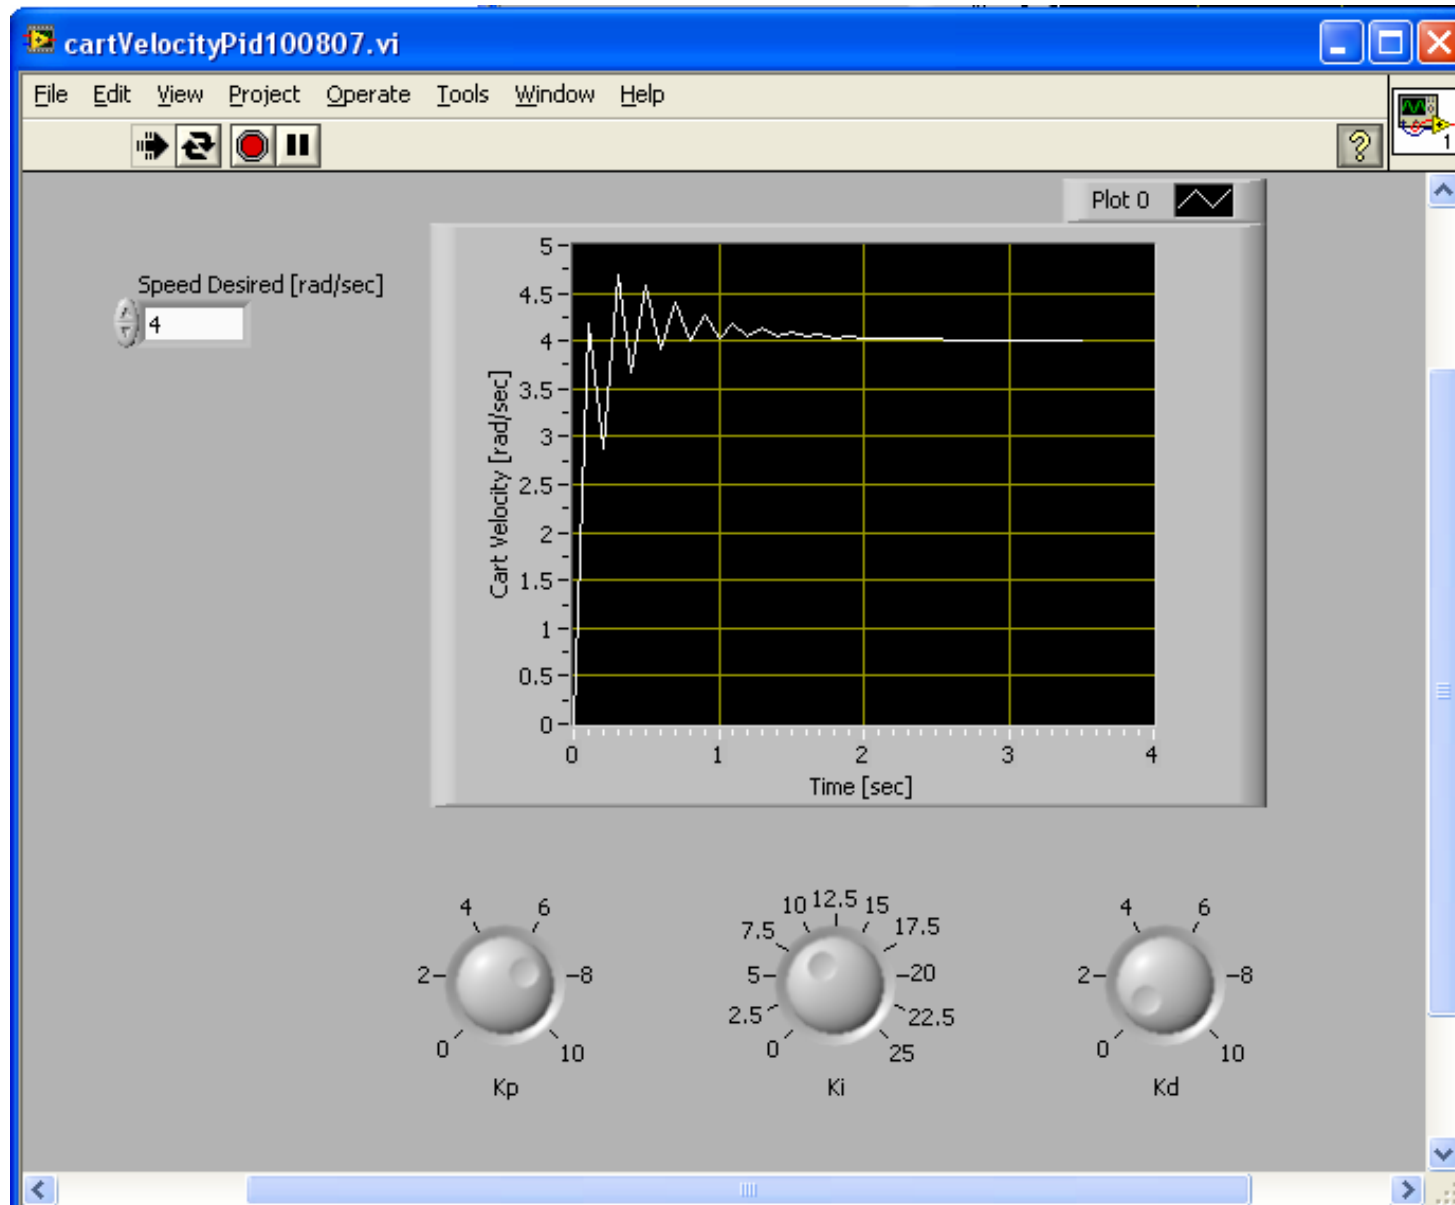 cartVelocityPid100807.vi
File Edit View Project Operate Tools Window Help
1
Plot 0
Speed Desired [rad/sec]
4
5
4.5
4
3.5
3
2.5
2
1.5
1
0.5
0
Cart Velocity [rad/sec]
0 1 2 3 4
Time [sec]
4 6
2 8
0 10
Kp
10 12.5 15
7.5 17.5
5 20
2.5 22.5
0 25
Ki
4 6
2 8
0 10
Kd